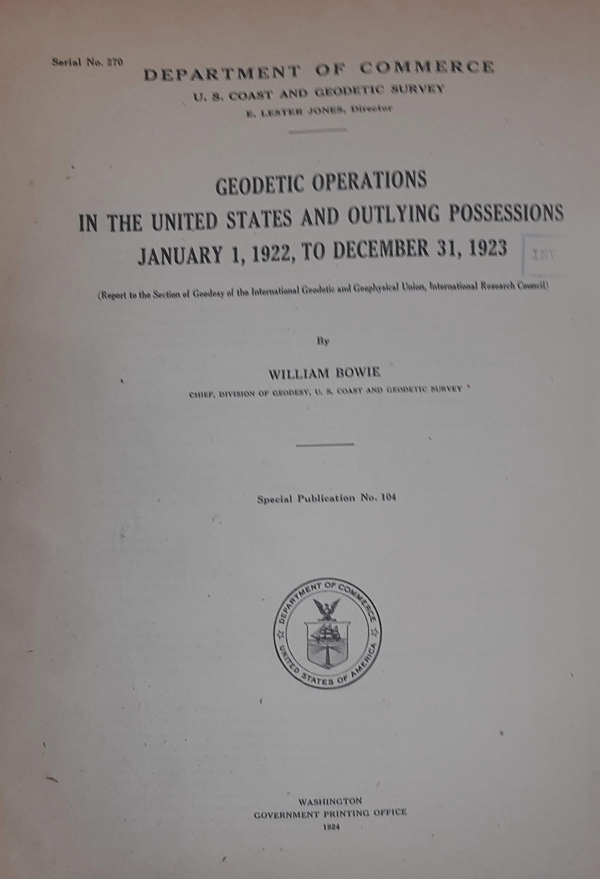 Serial No. 270
DEPARTMENT OF COMMERCE
U. S. COAST AND GEODETIC SURVEY
E. LESTER JONES, Director
GEODETIC OPERATIONS
IN THE UNITED STATES AND OUTLYING POSSESSIONS
JANUARY 1, 1922, TO DECEMBER 31, 1923
INV
(Report to the Section of Geodesy of the International Geodetic and Geophysical Union, International Research Council)
By
WILLIAM BOWIE
CHIEF, DIVISION OF GEODESY, U. S. COAST AND GEODETIC SURVEY
Special Publication No. 104
DEPARTMENT OF COMMERCE
UNITED STATES OF AMERICA
WASHINGTON
GOVERNMENT PRINTING OFFICE
1924